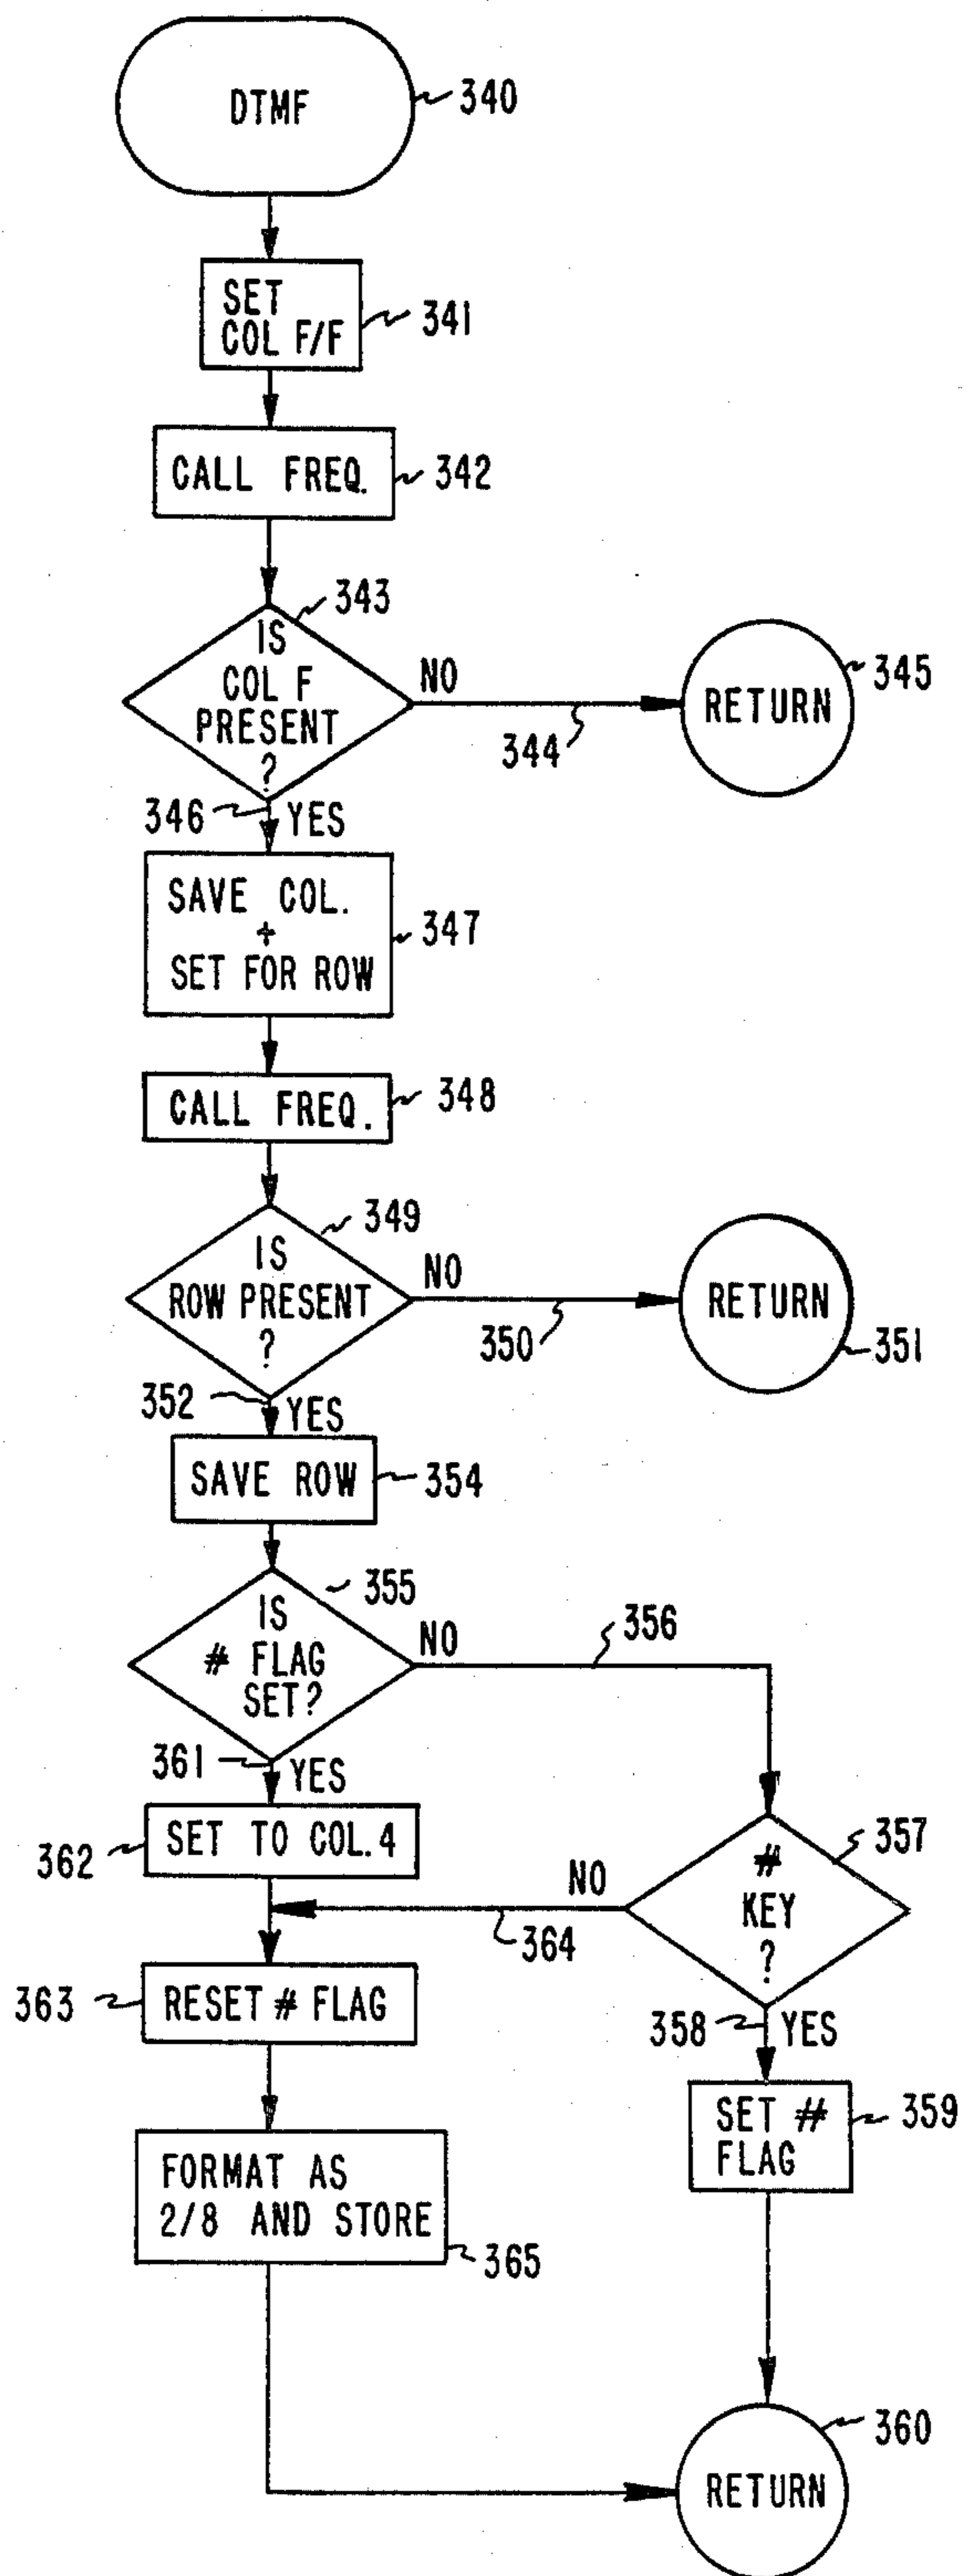 DTMF
340
SET
COL F/F
341
CALL FREQ.
342
343
IS
COL F
PRESENT
?
NO
344
RETURN
345
346
YES
SAVE COL.
+
SET FOR ROW
347
CALL FREQ.
348
349
IS
ROW PRESENT
?
NO
350
RETURN
351
352
YES
SAVE ROW
354
355
IS
# FLAG
SET?
NO
356
361
YES
362
SET TO COL.4
357
#
KEY
?
NO
364
363
RESET # FLAG
358
YES
SET #
FLAG
359
FORMAT AS
2/8 AND STORE
365
360
RETURN